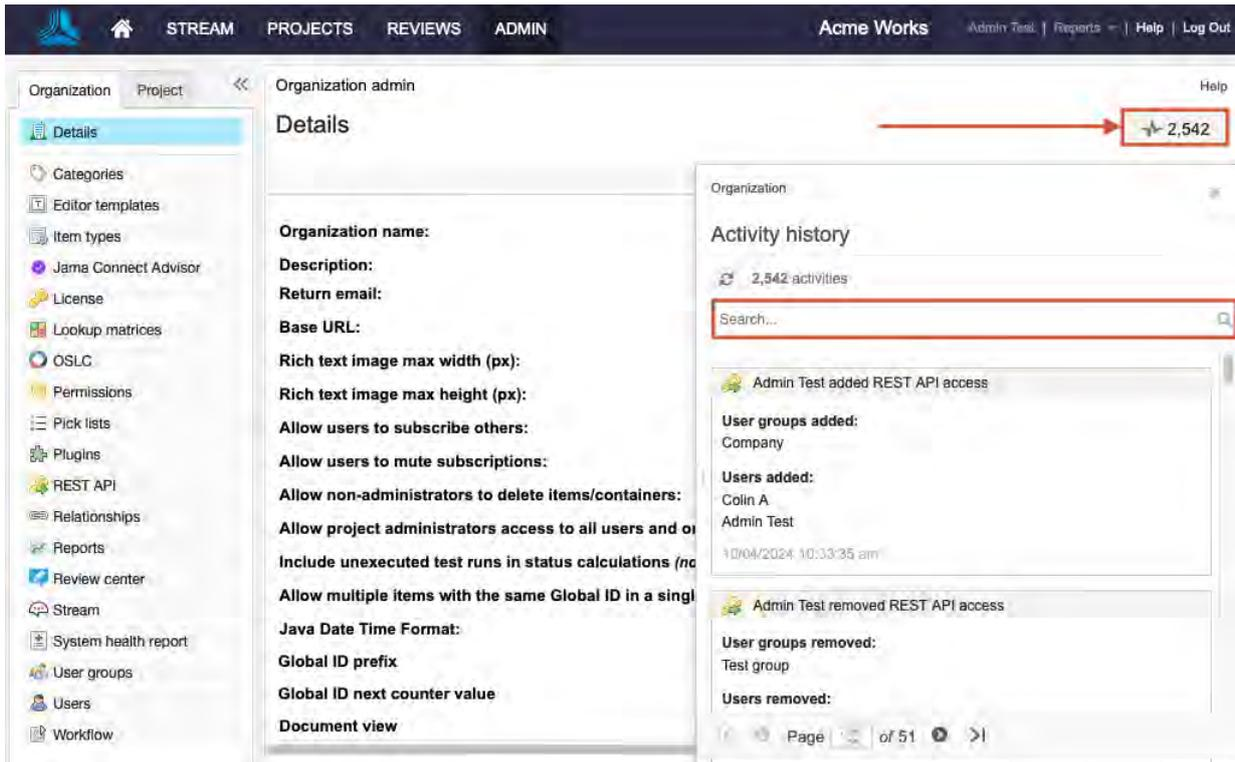 STREAM PROJECTS REVIEWS ADMIN Acme Works Admin Test | Reports | Help | Log Out
Organization Project
Details
Categories
Editor templates
Item types
Jama Connect Advisor
License
Lookup matrices
OSLC
Permissions
Pick lists
Plugins
REST API
Relationships
Reports
Review center
Stream
System health report
User groups
Users
Workflow
Organization admin
Help
Details
2,542
Organization name:
Description:
Return email:
Base URL:
Rich text image max width (px):
Rich text image max height (px):
Allow users to subscribe others:
Allow users to mute subscriptions:
Allow non-administrators to delete items/containers:
Allow project administrators access to all users and or
Include unexecuted test runs in status calculations (no
Allow multiple items with the same Global ID in a singl
Java Date Time Format:
Global ID prefix
Global ID next counter value
Document view
Organization
Activity history
2,542 activities
Search...
Admin Test added REST API access
User groups added:
Company
Users added:
Colin A
Admin Test
10/04/2024 10:33:35 am
Admin Test removed REST API access
User groups removed:
Test group
Users removed:
Page of 51